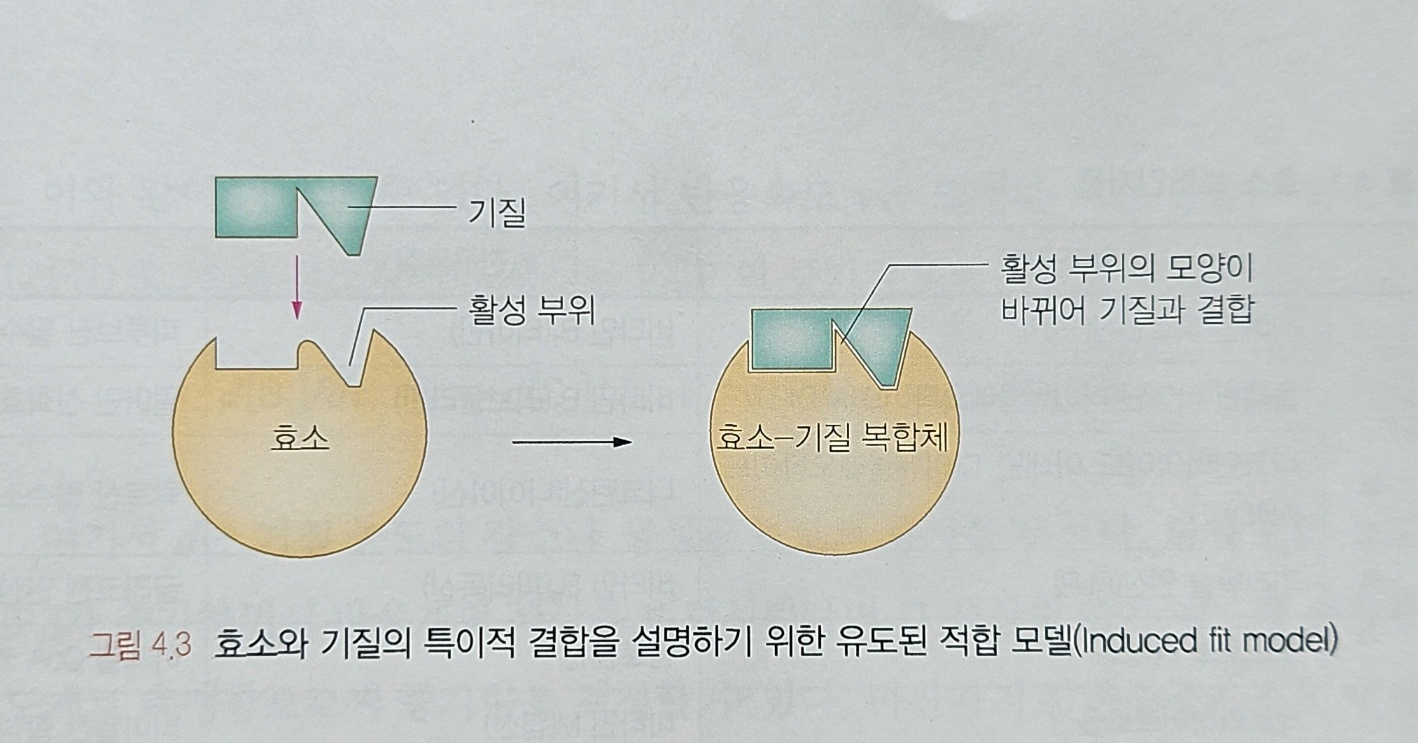 기질
활성 부위
효소
활성 부위의 모양이
바뀌어 기질과 결합
효소-기질 복합체
그림 4.3 효소와 기질의 특이적 결합을 설명하기 위한 유도된 적합 모델(Induced fit model)